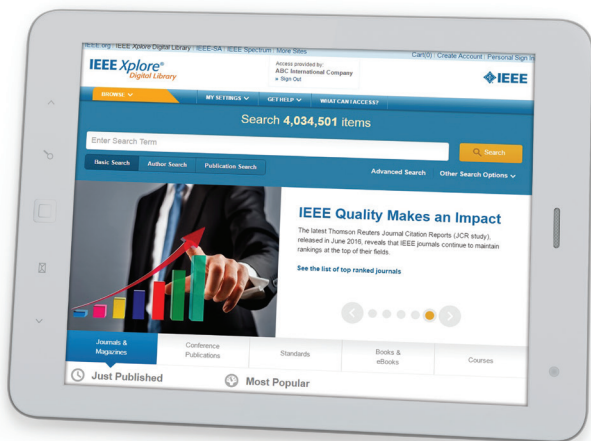 IEEE.org | IEEE Xplore Digital Library | IEEE-SA | IEEE Spectrum | More Sites
Cart(0) | Create Account | Personal Sign In
IEEE Xplore®
Digital Library
Access provided by:
ABC International Company
» Sign Out
IEEE
BROWSE
MY SETTINGS
GET HELP
WHAT CAN I ACCESS?
Search 4,034,501 items
Enter Search Term
Search
Basic Search
Author Search
Publication Search
Advanced Search
Other Search Options
IEEE Quality Makes an Impact
The latest Thomson Reuters Journal Citation Reports (JCR study),
released in June 2016, reveals that IEEE journals continue to maintain
rankings at the top of their fields.
See the list of top ranked journals
Journals &
Magazines
Conference
Publications
Standards
Books &
eBooks
Courses
Just Published
Most Popular